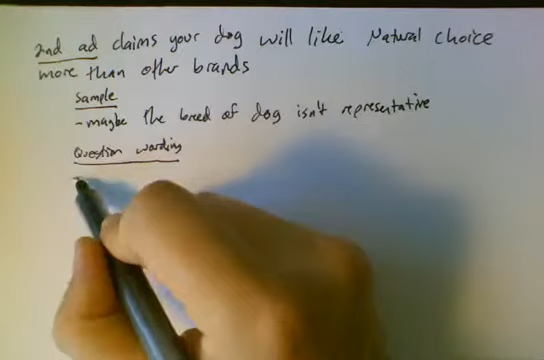 2nd ad claims your dog will like Natural Choice
more than other brands
Sample
- maybe the breed of dog isn't representative
Question wording